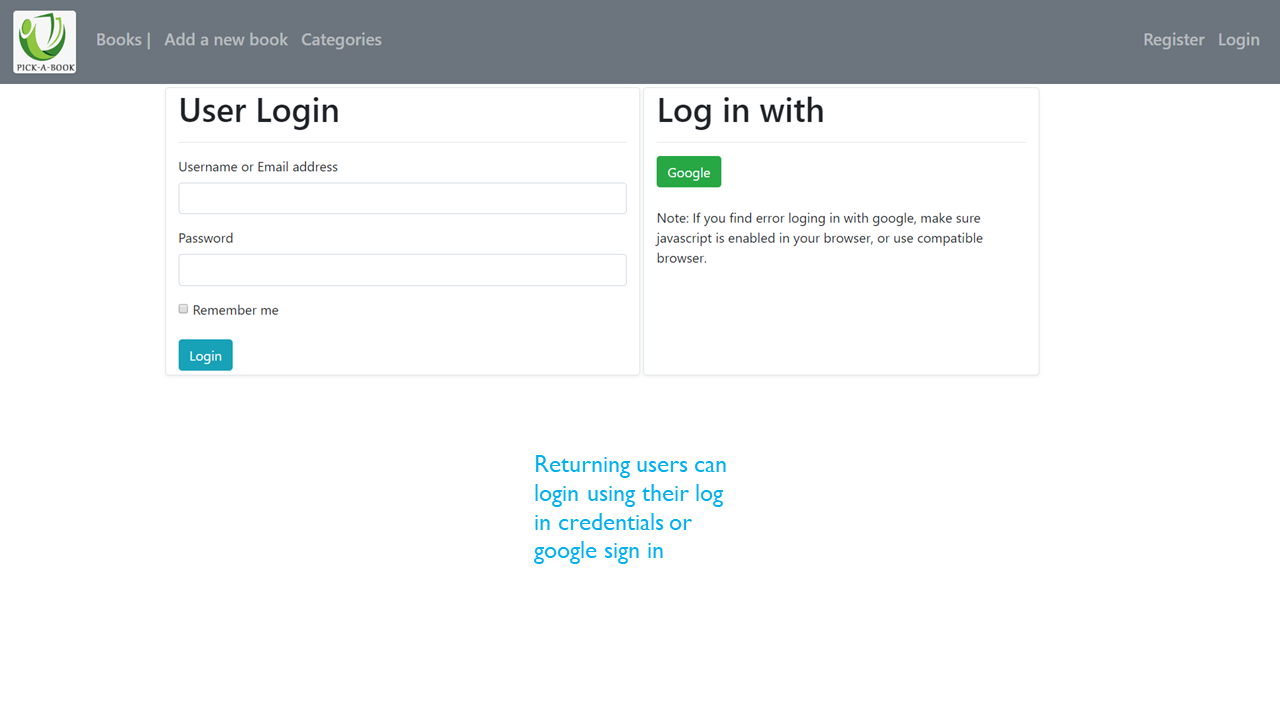 PICK-A-BOOK
Books | Add a new book Categories
Register Login
User Login
Username or Email address
Password
Remember me
Login
Log in with
Google
Note: If you find error loging in with google, make sure
javascript is enabled in your browser, or use compatible
browser.
Returning users can
login using their log
in credentials or
google sign in